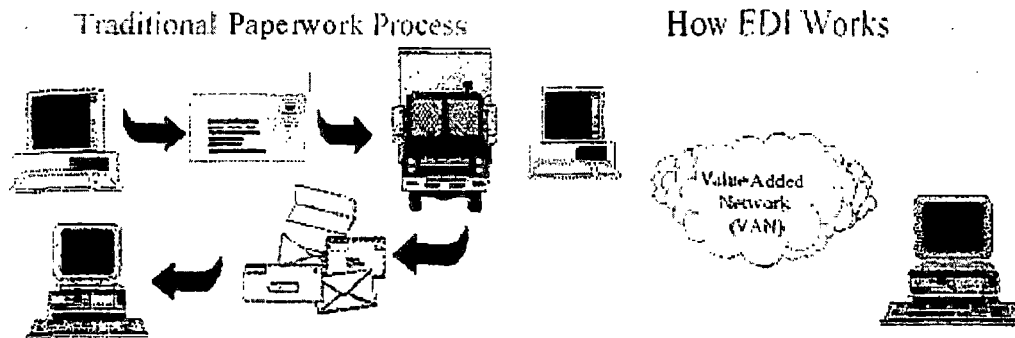 Traditional Paperwork Process
How EDI Works
Value-Added
Network
(VAN)